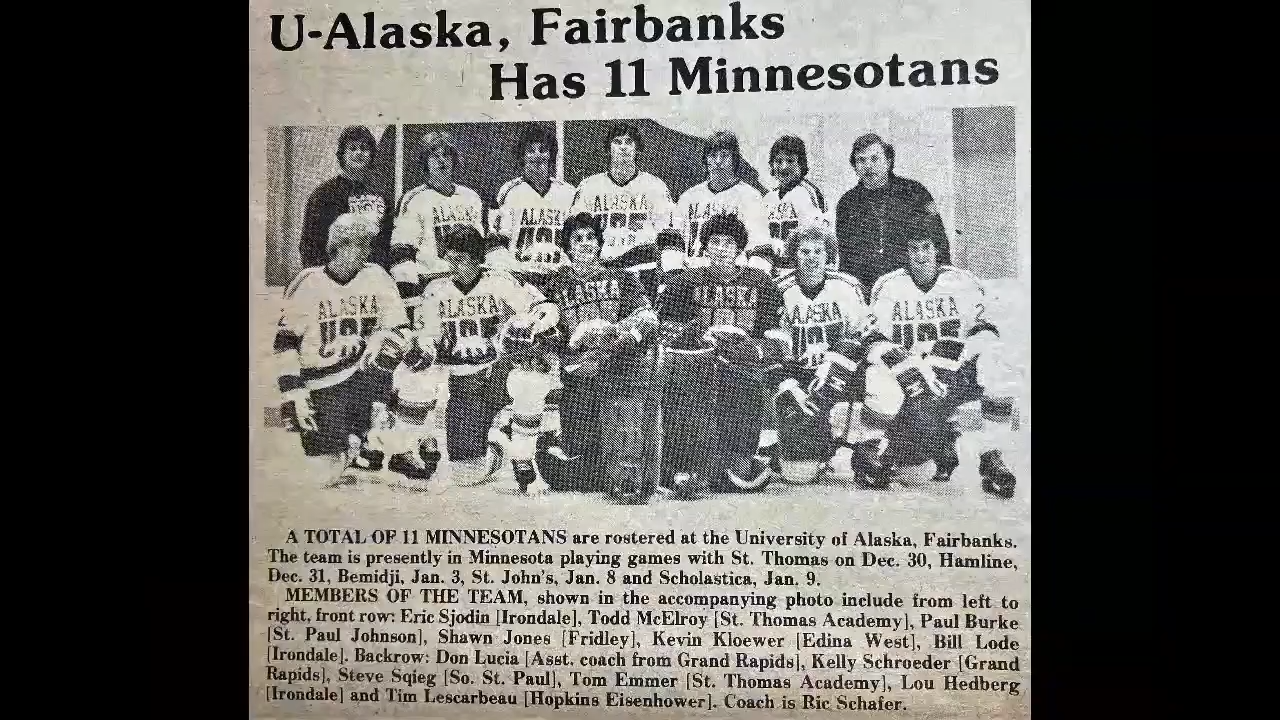 U-Alaska, Fairbanks
Has 11 Minnesotans
ALASKA
ALASKA
ALASKA
ALASKA
ALASKA
ALASKA
ALASKA
ALASKA
2
A TOTAL OF 11 MINNESOTANS are rostered at the University of Alaska, Fairbanks.
The team is presently in Minnesota playing games with St. Thomas on Dec. 30, Hamline,
Dec. 31, Bemidji, Jan. 3, St. John's, Jan. 8 and Scholastica, Jan. 9.
MEMBERS OF THE TEAM, shown in the accompanying photo include from left to
right, front row: Eric Sjodin [Irondale], Todd McElroy [St. Thomas Academy], Paul Burke
[St. Paul Johnson], Shawn Jones [Fridley], Kevin Kloewer [Edina West], Bill Lode
[Irondale]. Backrow: Don Lucia [Asst. coach from Grand Rapids], Kelly Schroeder [Grand
Rapids], Steve Sqieg [So. St. Paul], Tom Emmer [St. Thomas Academy], Lou Hedberg
[Irondale] and Tim Lescarbeau [Hopkins Eisenhower]. Coach is Ric Schafer.